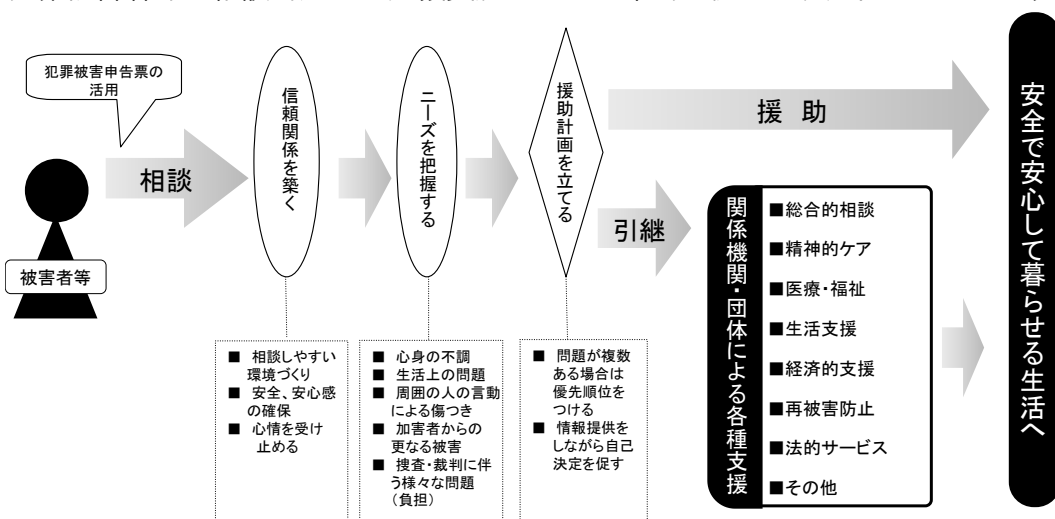 犯罪被害申告票の
活用
被害者等
相談
信頼関係を築く
ニーズを把握する
援助計画を立てる
援　助
引継
関係機関・団体による各種支援
■総合的相談
■精神的ケア
■医療・福祉
■生活支援
■経済的支援
■再被害防止
■法的サービス
■その他
安全で安心して暮らせる生活へ
■ 相談しやすい
環境づくり
■ 安全、安心感
の確保
■ 心情を受け
止める
■ 心身の不調
■ 生活上の問題
■ 周囲の人の言動
による傷つき
■ 加害者からの
更なる被害
■ 捜査・裁判に伴
う様々な問題
（負担）
■ 問題が複数
ある場合は
優先順位を
つける
■ 情報提供を
しながら自己
決定を促す